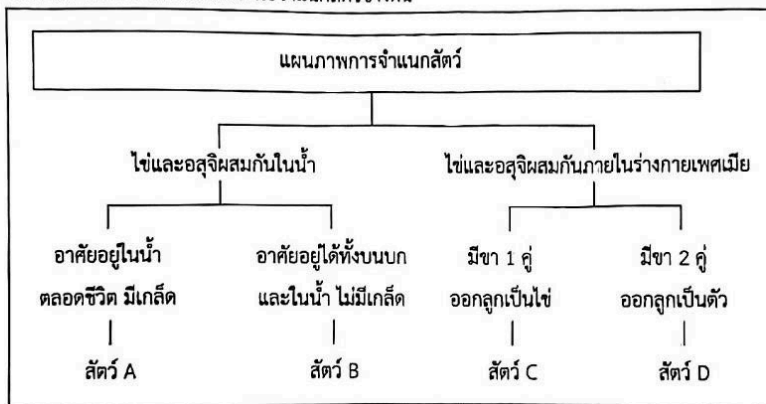 แผนภาพการจำแนกสัตว์
ไข่และอสุจิผสมกันในน้ำ
ไข่และอสุจิผสมกันภายในร่างกายเพศเมีย
อาศัยอยู่ในน้ำ
ตลอดชีวิต มีเกล็ด
อาศัยอยู่ได้ทั้งบนบก
และในน้ำ ไม่มีเกล็ด
มีขา 1 คู่
ออกลูกเป็นไข่
มีขา 2 คู่
ออกลูกเป็นตัว
สัตว์ A
สัตว์ B
สัตว์ C
สัตว์ D